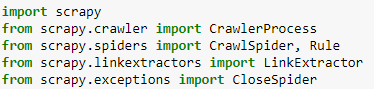 import scrapy
from scrapy.crawler import CrawlerProcess
from scrapy.spiders import CrawlSpider, Rule
from scrapy.linkextractors import LinkExtractor
from scrapy.exceptions import CloseSpider